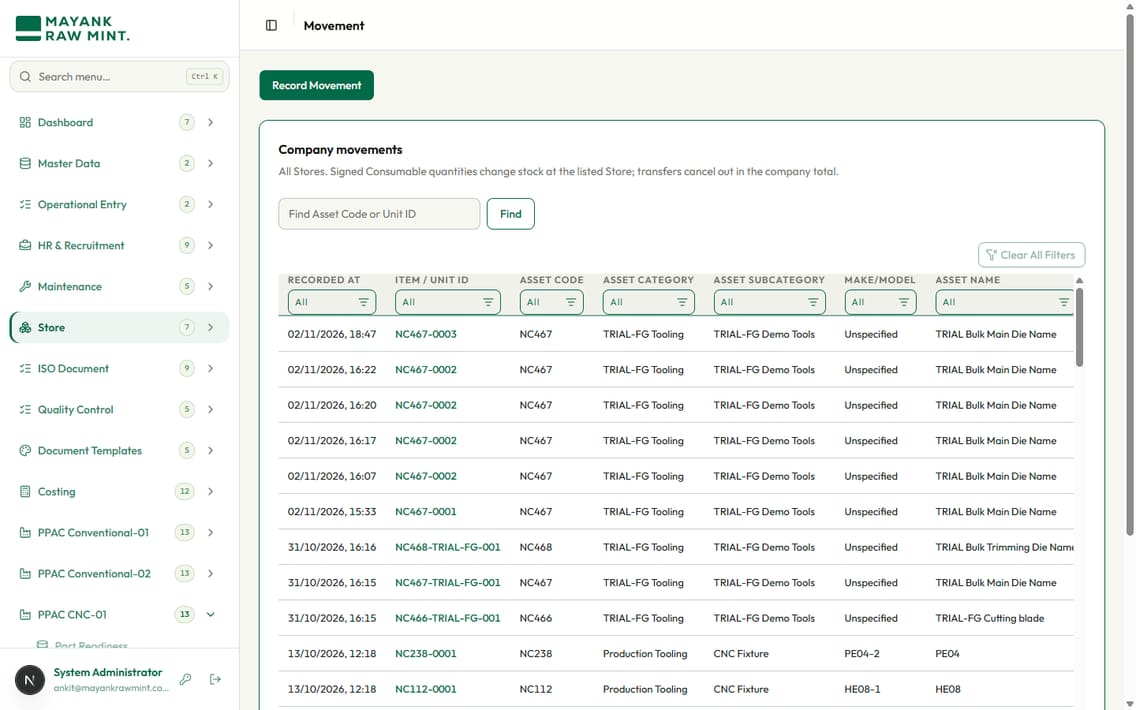 MAYANK
RAW MINT.
Search menu... Ctrl K
Dashboard 7
Master Data 2
Operational Entry 2
HR & Recruitment 9
Maintenance 5
Store 7
ISO Document 9
Quality Control 5
Document Templates 5
Costing 12
PPAC Conventional-01 13
PPAC Conventional-02 13
PPAC CNC-01 13
Part Readiness
N
System Administrator
ankit@mayankrawmint.co...
Movement
Record Movement
Company movements
All Stores. Signed Consumable quantities change stock at the listed Store; transfers cancel out in the company total.
Find Asset Code or Unit ID Find
Clear All Filters
RECORDED AT ITEM / UNIT ID ASSET CODE ASSET CATEGORY ASSET SUBCATEGORY MAKE/MODEL ASSET NAME
All All All All All All All
02/11/2026, 18:47 NC467-0003 NC467 TRIAL-FG Tooling TRIAL-FG Demo Tools Unspecified TRIAL Bulk Main Die Name
02/11/2026, 16:22 NC467-0002 NC467 TRIAL-FG Tooling TRIAL-FG Demo Tools Unspecified TRIAL Bulk Main Die Name
02/11/2026, 16:20 NC467-0002 NC467 TRIAL-FG Tooling TRIAL-FG Demo Tools Unspecified TRIAL Bulk Main Die Name
02/11/2026, 16:17 NC467-0002 NC467 TRIAL-FG Tooling TRIAL-FG Demo Tools Unspecified TRIAL Bulk Main Die Name
02/11/2026, 16:07 NC467-0002 NC467 TRIAL-FG Tooling TRIAL-FG Demo Tools Unspecified TRIAL Bulk Main Die Name
02/11/2026, 15:33 NC467-0001 NC467 TRIAL-FG Tooling TRIAL-FG Demo Tools Unspecified TRIAL Bulk Main Die Name
31/10/2026, 16:16 NC468-TRIAL-FG-001 NC468 TRIAL-FG Tooling TRIAL-FG Demo Tools Unspecified TRIAL Bulk Trimming Die Name
31/10/2026, 16:15 NC467-TRIAL-FG-001 NC467 TRIAL-FG Tooling TRIAL-FG Demo Tools Unspecified TRIAL Bulk Main Die Name
31/10/2026, 16:15 NC466-TRIAL-FG-001 NC466 TRIAL-FG Tooling TRIAL-FG Demo Tools Unspecified TRIAL-FG Cutting blade
13/10/2026, 12:18 NC238-0001 NC238 Production Tooling CNC Fixture PE04-2 PE04
13/10/2026, 12:18 NC112-0001 NC112 Production Tooling CNC Fixture HE08-1 HE08